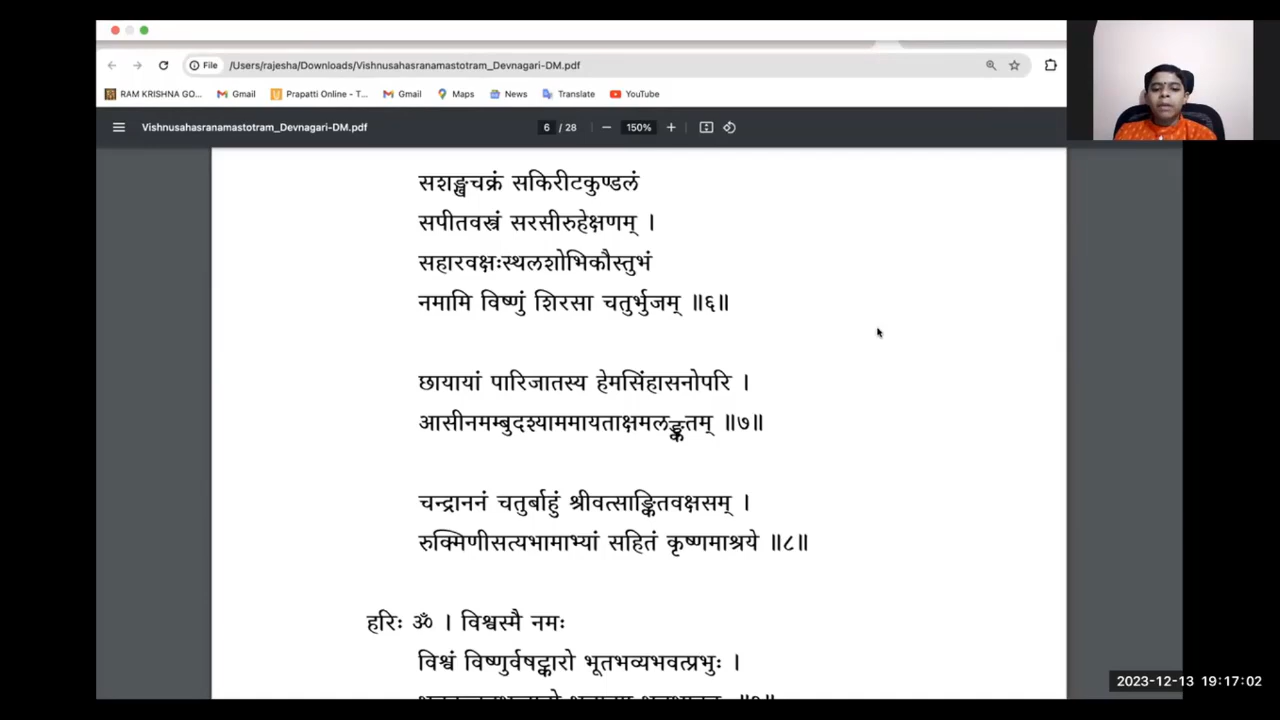 File
/Users/rajesha/Downloads/Vishnusahasranamastotram_Devnagari-DM.pdf
RAM KRISHNA GO... Gmail Prapatti Online - T... Gmail Maps News Translate YouTube
Vishnusahasranamastotram_Devnagari-DM.pdf 6 / 28 150%
सशङ्खचक्रं सकिरीटकुण्डलं
सपीतवस्त्रं सरसीरुहेक्षणम् ।
सहारवक्षःस्थलशोभिकौस्तुभं
नमामि विष्णुं शिरसा चतुर्भुजम् ॥६॥
छायायां पारिजातस्य हेमसिंहासनोपरि ।
आसीनमम्बुदश्याममायताक्षमलङ्कृतम् ॥७॥
चन्द्राननं चतुर्बाहुं श्रीवत्साङ्कितवक्षसम् ।
रुक्मिणीसत्यभामाभ्यां सहितं कृष्णमाश्रये ॥८॥
हरिः ॐ । विश्वस्मै नमः
विश्वं विष्णुर्वषट्कारो भूतभव्यभवत्प्रभुः ।
2023-12-13 19:17:02